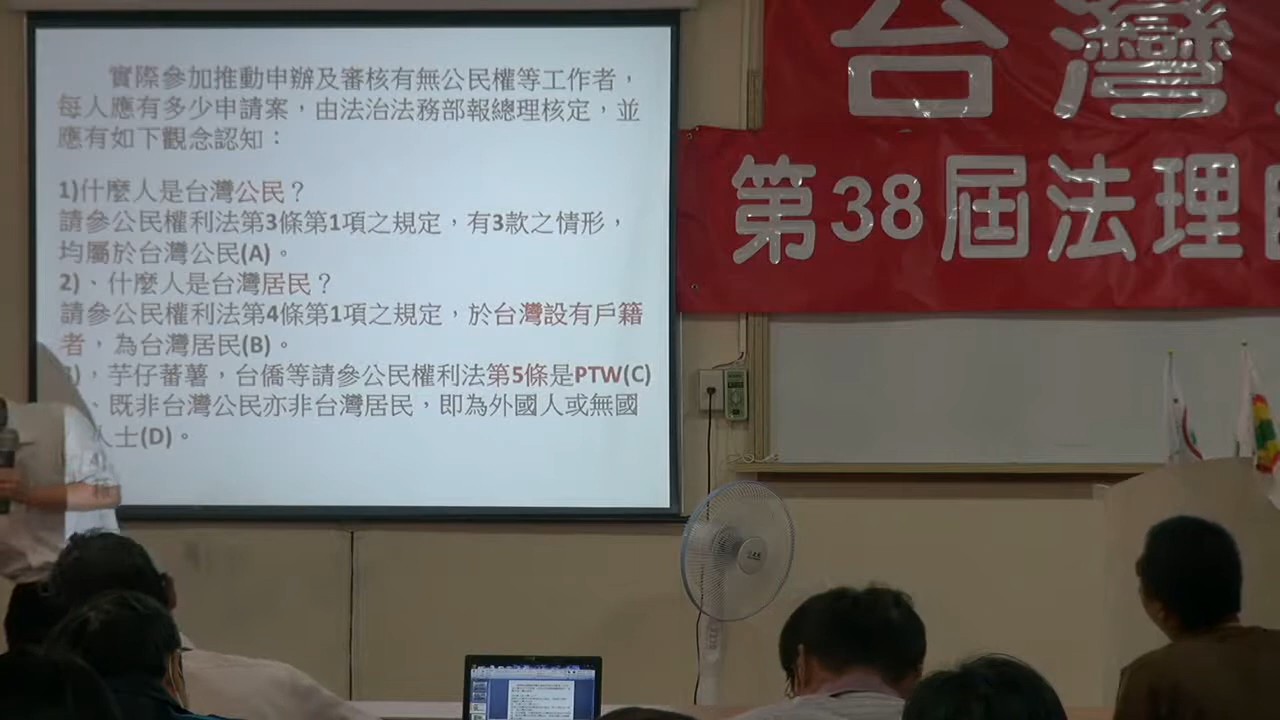 實際參加推動申辦及審核有無公民權等工作者，
每人應有多少申請案，由法治法務部報總理核定，並
應有如下觀念認知：
1)什麼人是台灣公民？
請參公民權利法第3條第1項之規定，有3款之情形，
均屬於台灣公民(A)。
2)、什麼人是台灣居民？
請參公民權利法第4條第1項之規定，於台灣設有戶籍
者，為台灣居民(B)。
)，芋仔蕃薯，台僑等請參公民權利法第5條是PTW(C)
、既非台灣公民亦非台灣居民，即為外國人或無國
人士(D)。
台灣
第38屆法理